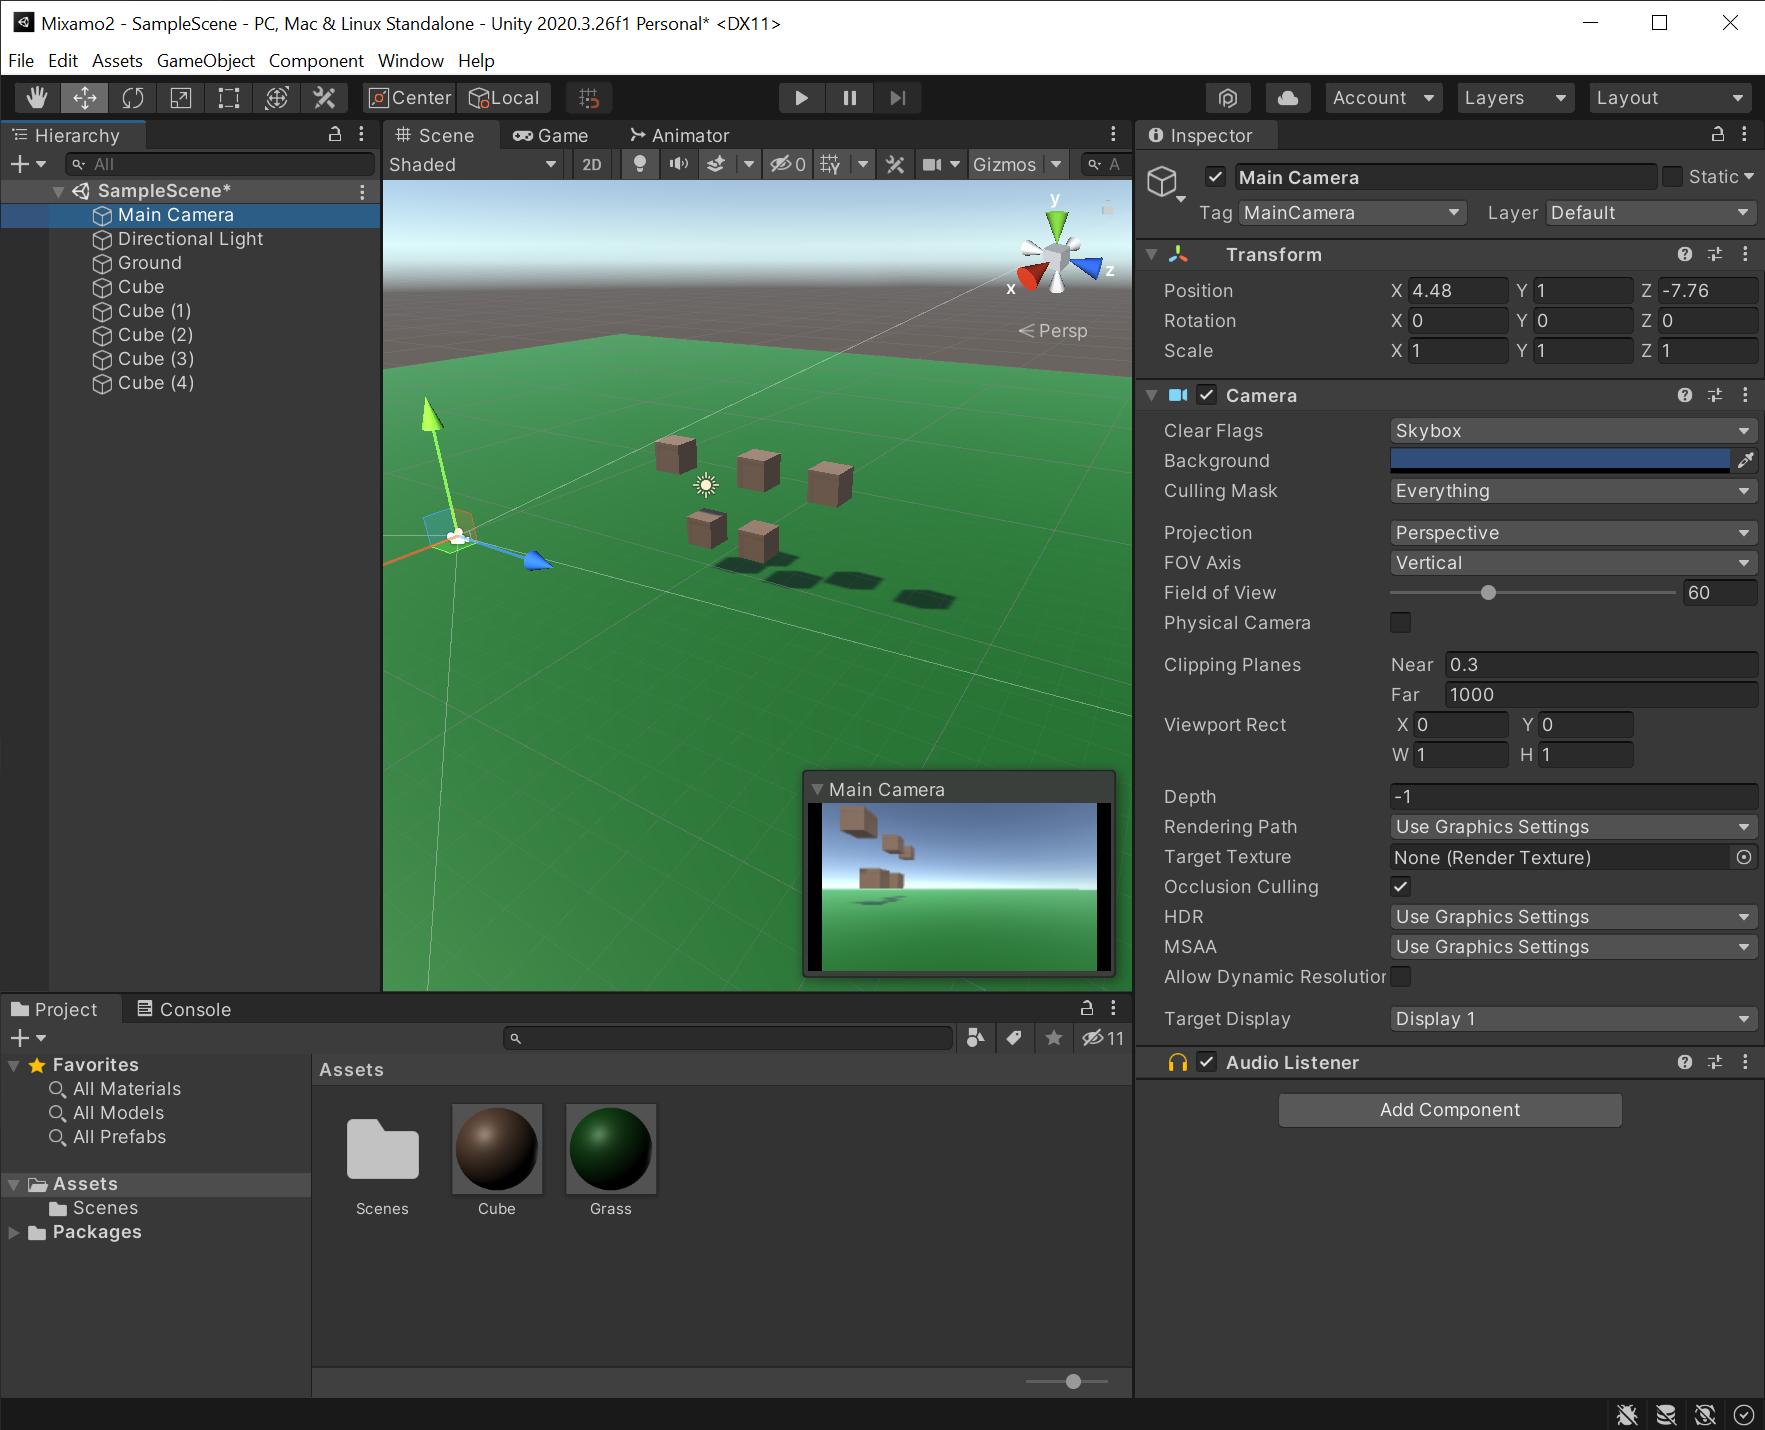 Mixamo2 - SampleScene - PC, Mac & Linux Standalone - Unity 2020.3.26f1 Personal* <DX11>
File Edit Assets GameObject Component Window Help
Center Local Account Layers Layout
Hierarchy
All
SampleScene*
Main Camera
Directional Light
Ground
Cube
Cube (1)
Cube (2)
Cube (3)
Cube (4)
Scene Game Animator
Shaded 2D 0 Gizmos A
y
x
z
Persp
Main Camera
Inspector
Main Camera Static
Tag MainCamera Layer Default
Transform
Position X 4.48 Y 1 Z -7.76
Rotation X 0 Y 0 Z 0
Scale X 1 Y 1 Z 1
Camera
Clear Flags Skybox
Background
Culling Mask Everything
Projection Perspective
FOV Axis Vertical
Field of View 60
Physical Camera
Clipping Planes Near 0.3
Far 1000
Viewport Rect X 0 Y 0
W 1 H 1
Depth -1
Rendering Path Use Graphics Settings
Target Texture None (Render Texture)
Occlusion Culling
HDR Use Graphics Settings
MSAA Use Graphics Settings
Allow Dynamic Resolution
Target Display Display 1
Audio Listener
Add Component
Project Console
11
Favorites
All Materials
All Models
All Prefabs
Assets
Scenes
Packages
Assets
Scenes Cube Grass